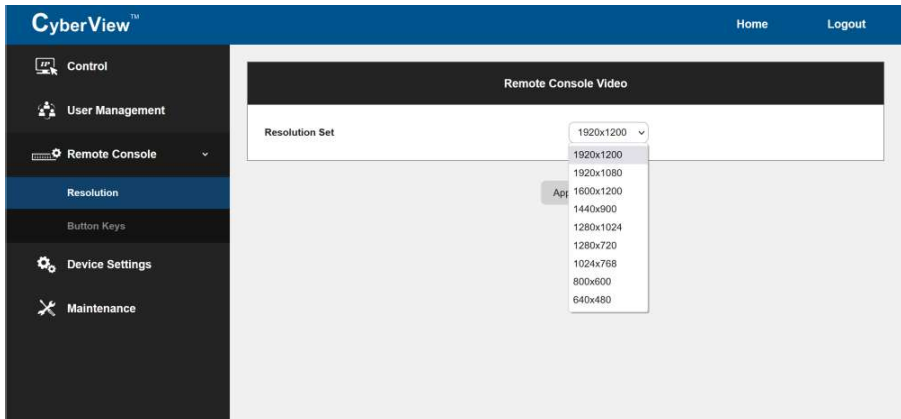 CyberView™
Home Logout
IP
Control
User Management
Remote Console
Resolution
Button Keys
Device Settings
Maintenance
Remote Console Video
Resolution Set 1920x1200
1920x1200
1920x1080
1600x1200
1440x900
1280x1024
1280x720
1024x768
800x600
640x480